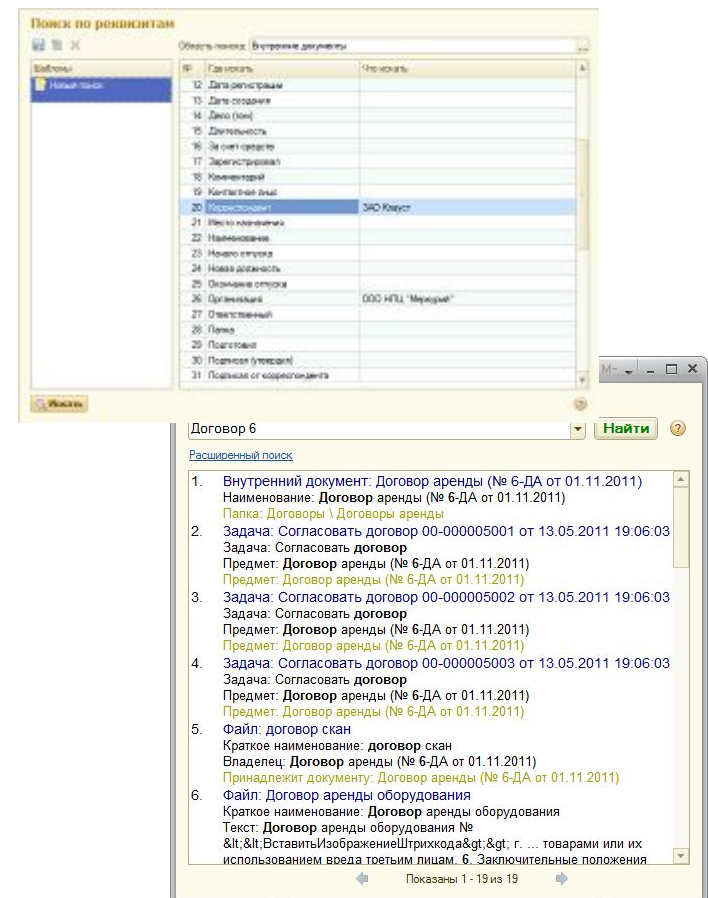 Поиск по реквизитам
Область поиска: Внутренние документы
Шаблоны
№ Где искать Что искать
Новый поиск
12 Дата регистрации
13 Дата создания
14 Дело (том)
15 Длительность
16 За счет средств
17 Зарегистрировал
18 Комментарий
19 Контактное лицо
20 Корреспондент ЗАО
21 Место назначения
22 Наименование
23 Начало отпуска
24 Новая должность
25 Окончание отпуска
26 Организация ООО НПЦ "Меркурий"
27 Ответственный
28 Папка
29 Подготовил
30 Подписал (утвердил)
31 Подписал от корреспондента
Искать
M-
Договор 6
Найти
Расширенный поиск
1. Внутренний документ: Договор аренды (№ 6-ДА от 01.11.2011)
Наименование: Договор аренды (№ 6-ДА от 01.11.2011)
Папка: Договоры \ Договоры аренды
2. Задача: Согласовать договор 00-000005001 от 13.05.2011 19:06:03
Задача: Согласовать договор
Предмет: Договор аренды (№ 6-ДА от 01.11.2011)
Предмет: Договор аренды (№ 6-ДА от 01.11.2011)
3. Задача: Согласовать договор 00-000005002 от 13.05.2011 19:06:03
Задача: Согласовать договор
Предмет: Договор аренды (№ 6-ДА от 01.11.2011)
Предмет: Договор аренды (№ 6-ДА от 01.11.2011)
4. Задача: Согласовать договор 00-000005003 от 13.05.2011 19:06:03
Задача: Согласовать договор
Предмет: Договор аренды (№ 6-ДА от 01.11.2011)
Предмет: Договор аренды (№ 6-ДА от 01.11.2011)
5. Файл: договор скан
Краткое наименование: договор скан
Владелец: Договор аренды (№ 6-ДА от 01.11.2011)
Принадлежит документу: Договор аренды (№ 6-ДА от 01.11.2011)
6. Файл: Договор аренды оборудования
Краткое наименование: Договор аренды оборудования
Текст: Договор аренды оборудования №
&lt;&lt;ВставитьИзображениеШтрихкода&gt;&gt; г. ... товарами или их
использованием вреда третьим лицам. 6. Заключительные положения
Показаны 1 - 19 из 19